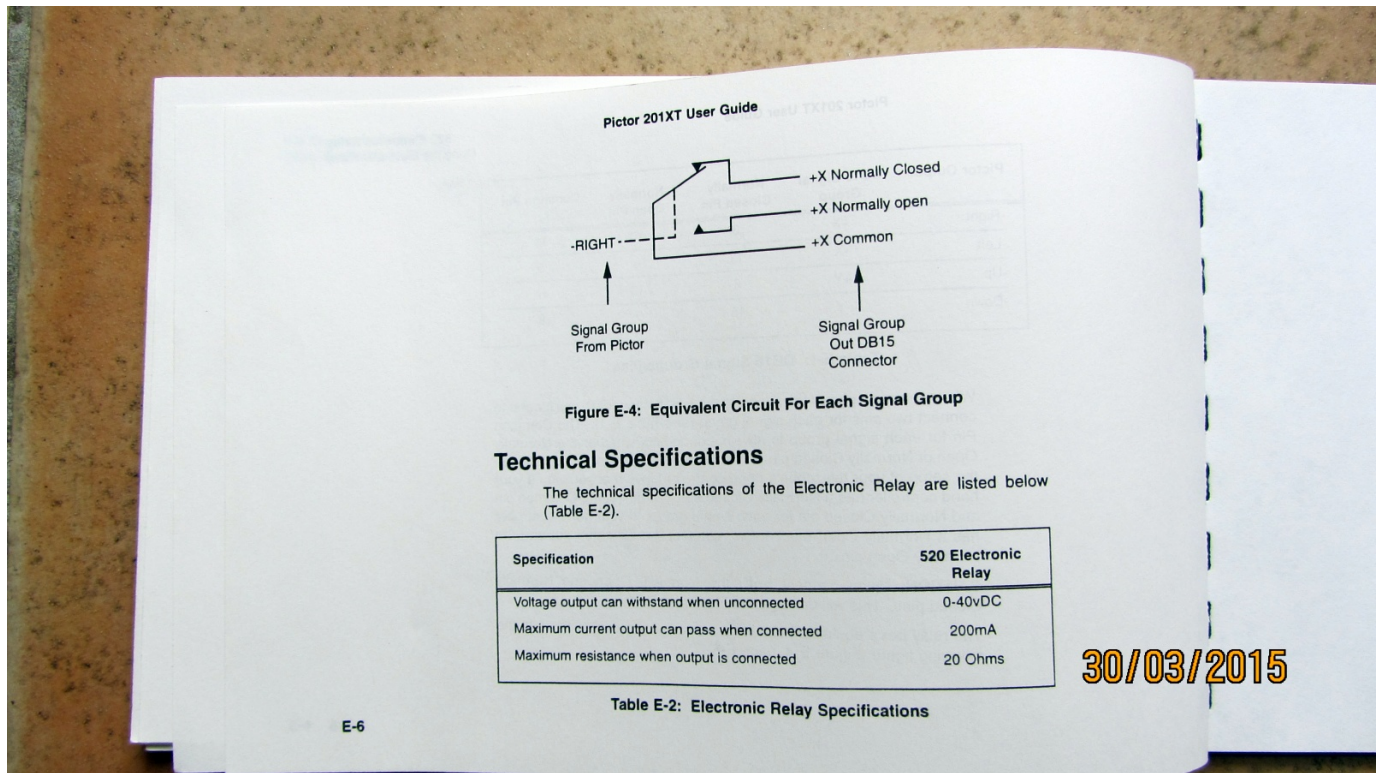 Pictor 201XT User Guide
+X Normally Closed
+X Normally open
-RIGHT
+X Common
Signal Group
From Pictor
Signal Group
Out DB15
Connector
Figure E-4: Equivalent Circuit For Each Signal Group
Technical Specifications
The technical specifications of the Electronic Relay are listed below
(Table E-2).
Specification 520 Electronic
Relay
Voltage output can withstand when unconnected 0-40vDC
Maximum current output can pass when connected 200mA
Maximum resistance when output is connected 20 Ohms
Table E-2: Electronic Relay Specifications
E-6
30/03/2015